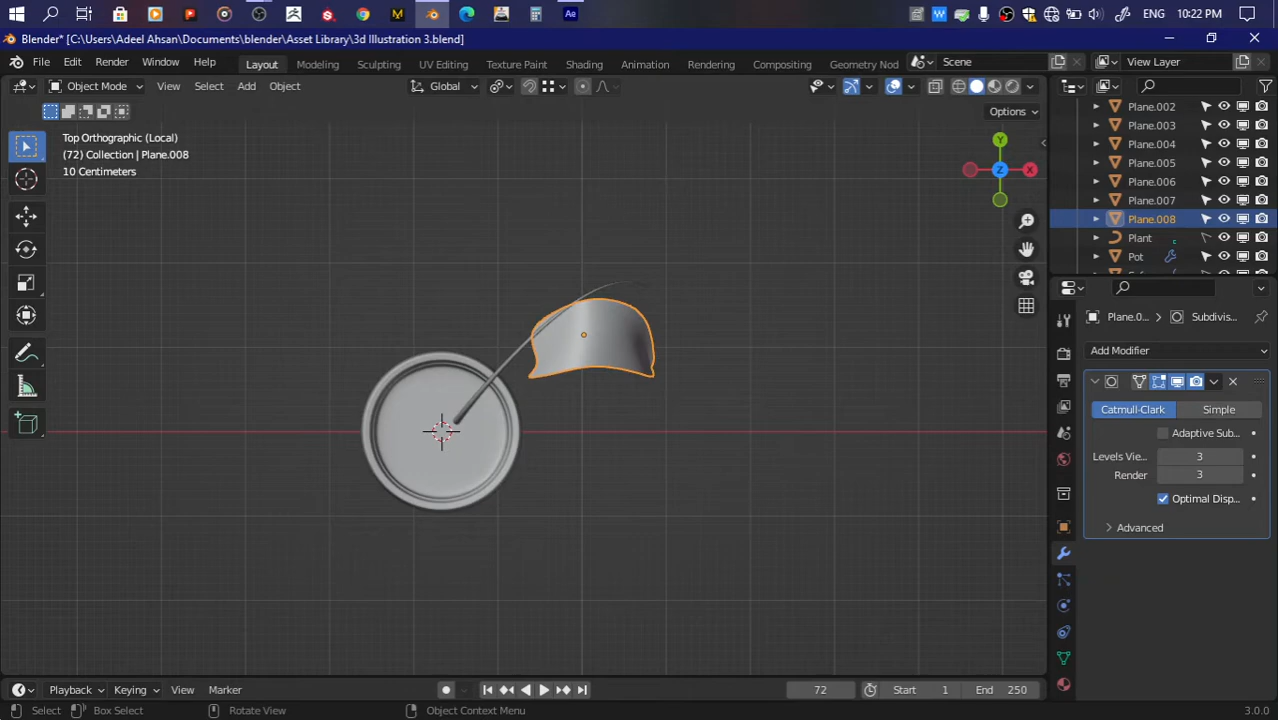 ENG 10:22 PM
Blender* [C:\Users\Adeel Ahsan\Documents\blender\Asset Library\3d Illustration 3.blend]
File Edit Render Window Help Layout Modeling Sculpting UV Editing Texture Paint Shading Animation Rendering Compositing Geometry Nod Scene View Layer
Object Mode View Select Add Object Global
Options
Top Orthographic (Local)
(72) Collection | Plane.008
10 Centimeters
Y
X
Z
Plane.002
Plane.003
Plane.004
Plane.005
Plane.006
Plane.007
Plane.008
Plant
Pot
Plane.0... > Subdivis...
Add Modifier
Catmull-Clark Simple
Adaptive Sub...
Levels Vie... 3
Render 3
Optimal Disp...
Advanced
Playback Keying View Marker 72 Start 1 End 250
Select Box Select Rotate View Object Context Menu 3.0.0